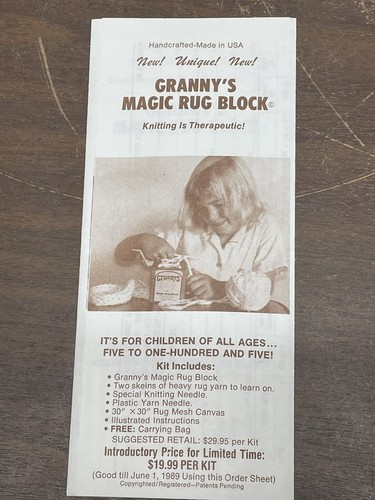 Handcrafted-Made in USA
New! Unique! New!
GRANNY'S
MAGIC RUG BLOCK©
Knitting Is Therapeutic!
GRANNY'S
IT'S FOR CHILDREN OF ALL AGES...
FIVE TO ONE-HUNDRED AND FIVE!
Kit Includes:
• Granny's Magic Rug Block
• Two skeins of heavy rug yarn to learn on.
• Special Knitting Needle.
• Plastic Yarn Needle.
• 30" × 30" Rug Mesh Canvas
• Illustrated Instructions
• FREE: Carrying Bag
SUGGESTED RETAIL: $29.95 per Kit
Introductory Price for Limited Time:
$19.99 PER KIT
(Good till June 1, 1989 Using this Order Sheet)
Copyrighted/Registered—Patents Pending